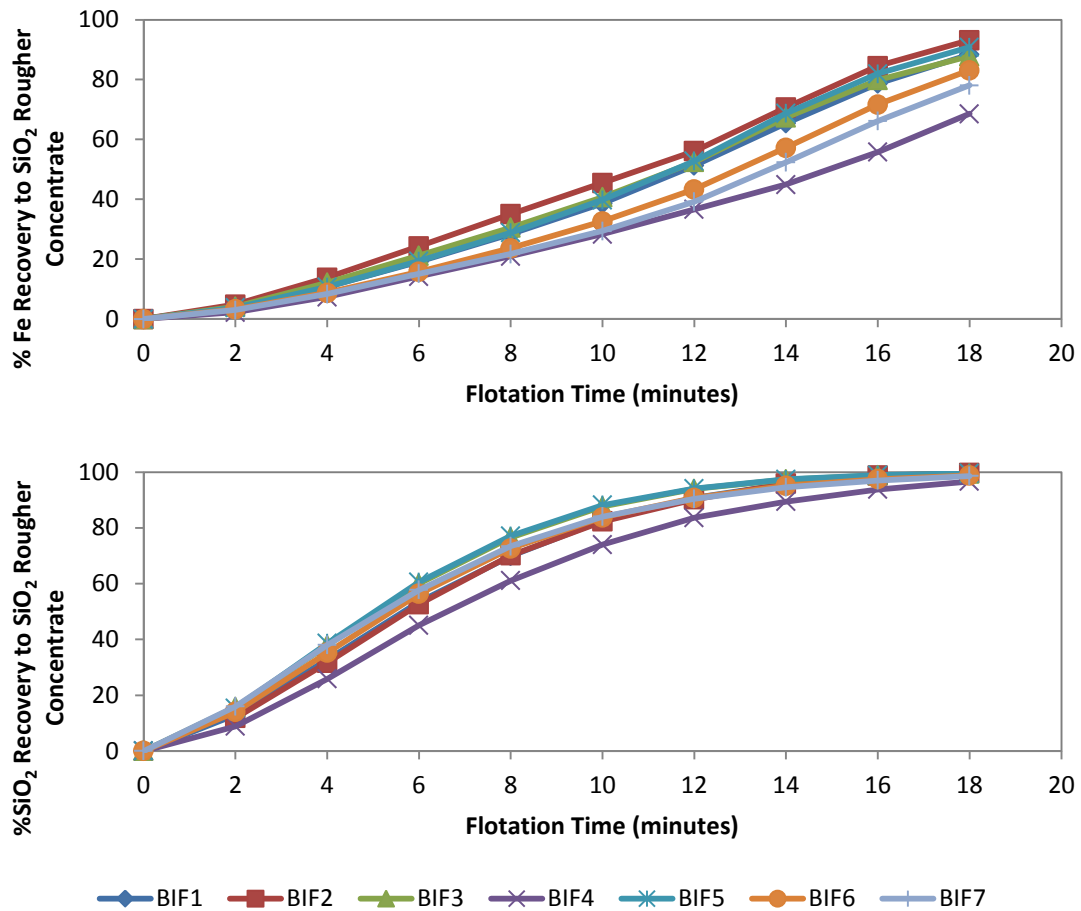 100
80
60
40
20
0
% Fe Recovery to SiO₂ Rougher
Concentrate
0 2 4 6 8 10 12 14 16 18 20
Flotation Time (minutes)
100
80
60
40
20
0
%SiO₂ Recovery to SiO₂ Rougher
Concentrate
0 2 4 6 8 10 12 14 16 18 20
Flotation Time (minutes)
BIF1 BIF2 BIF3 BIF4 BIF5 BIF6 BIF7